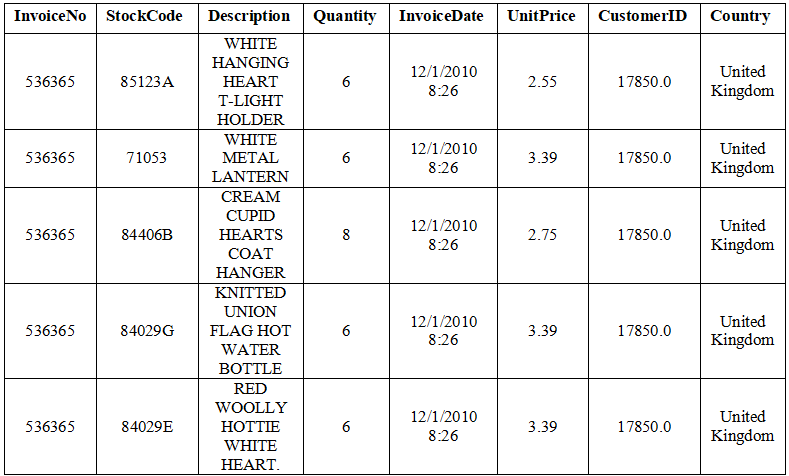 InvoiceNo StockCode Description Quantity InvoiceDate UnitPrice CustomerID Country
536365 85123A WHITE HANGING HEART T-LIGHT HOLDER 6 12/1/2010 8:26 2.55 17850.0 United Kingdom
536365 71053 WHITE METAL LANTERN 6 12/1/2010 8:26 3.39 17850.0 United Kingdom
536365 84406B CREAM CUPID HEARTS COAT HANGER 8 12/1/2010 8:26 2.75 17850.0 United Kingdom
536365 84029G KNITTED UNION FLAG HOT WATER BOTTLE 6 12/1/2010 8:26 3.39 17850.0 United Kingdom
536365 84029E RED WOOLLY HOTTIE WHITE HEART. 6 12/1/2010 8:26 3.39 17850.0 United Kingdom